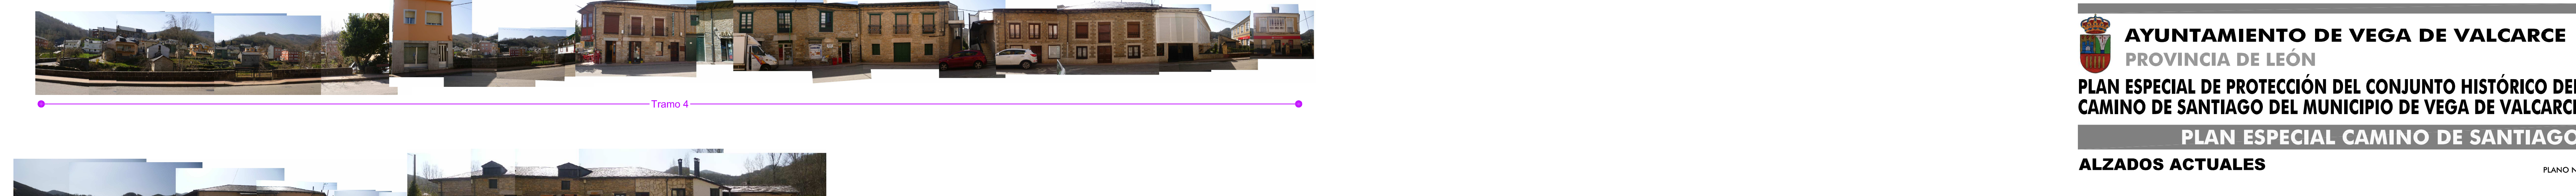 Tramo 4
AYUNTAMIENTO DE VEGA DE VALCARCE
PROVINCIA DE LEÓN
PLAN ESPECIAL DE PROTECCIÓN DEL CONJUNTO HISTÓRICO DEL
CAMINO DE SANTIAGO DEL MUNICIPIO DE VEGA DE VALCARCE
PLAN ESPECIAL CAMINO DE SANTIAGO
ALZADOS ACTUALES
PLANO N